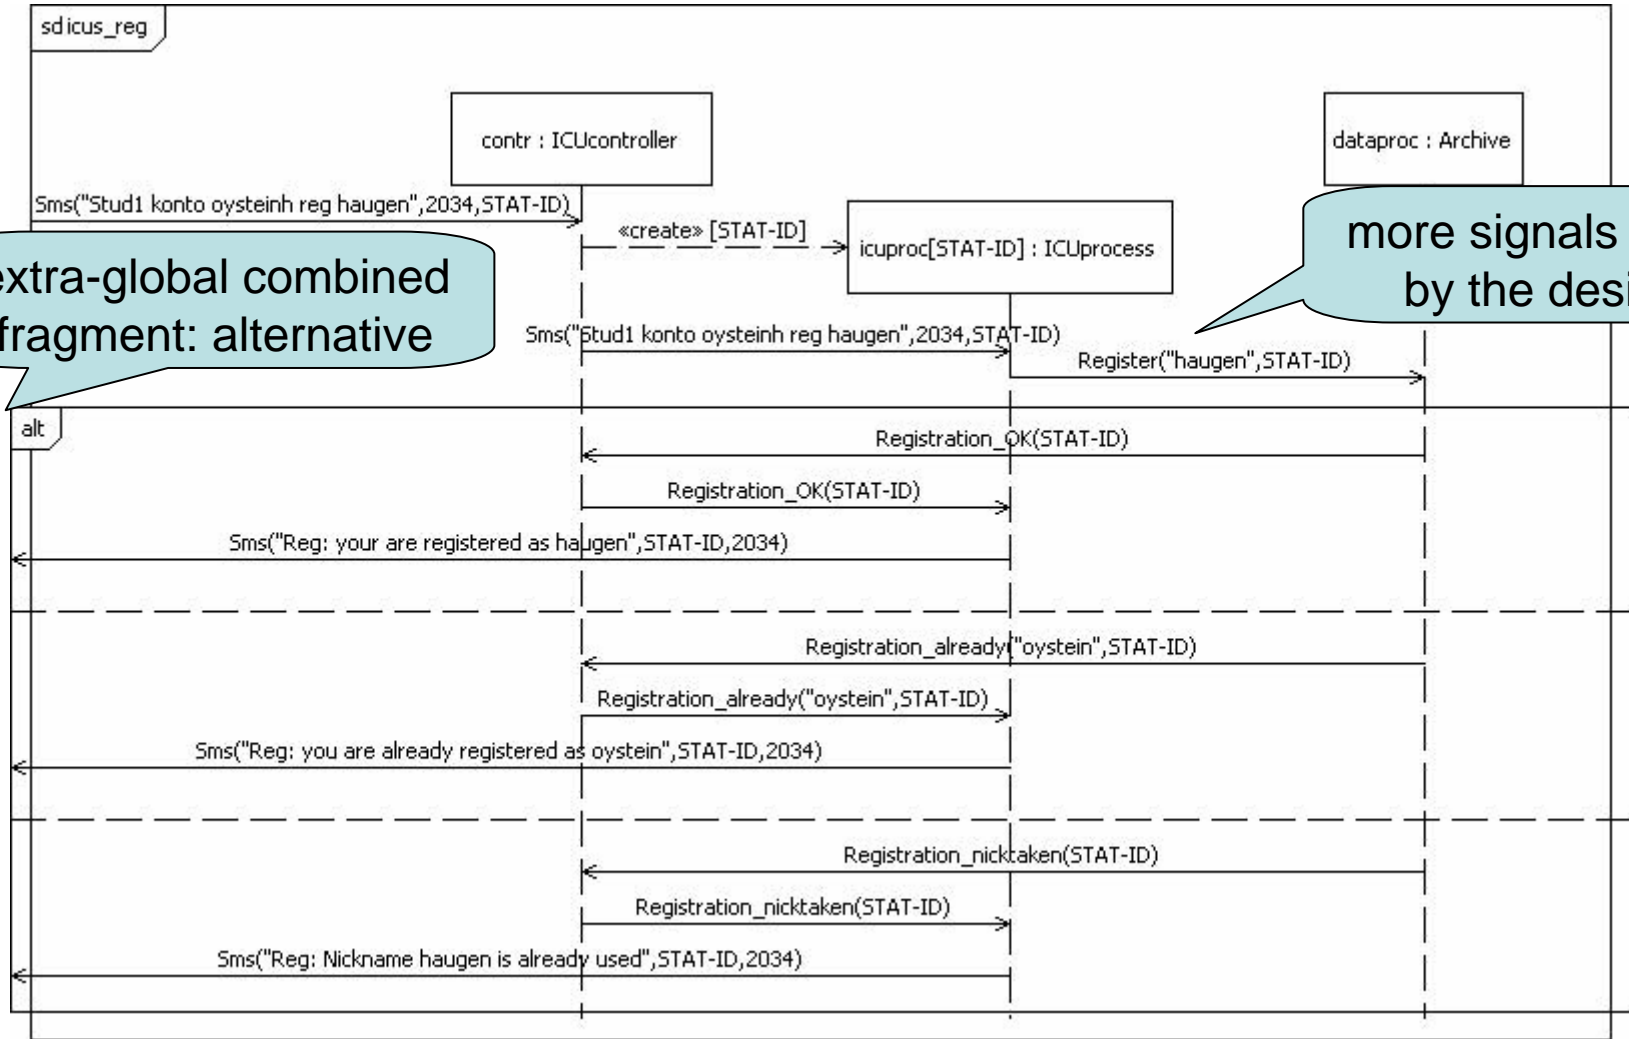 sd icus_reg
contr : ICUcontroller
dataproc : Archive
Sms("Stud1 konto oysteinh reg haugen",2034,STAT-ID)
«create» [STAT-ID]
icuproc[STAT-ID] : ICUprocess
more signals
by the
extra-global combined
fragment: alternative
Sms("Stud1 konto oysteinh reg haugen",2034,STAT-ID)
Register("haugen",STAT-ID)
alt
Registration_OK(STAT-ID)
Registration_OK(STAT-ID)
Sms("Reg: your are registered as haugen",STAT-ID,2034)
Registration_already("oystein",STAT-ID)
Registration_already("oystein",STAT-ID)
Sms("Reg: you are already registered as oystein",STAT-ID,2034)
Registration_nicktaken(STAT-ID)
Registration_nicktaken(STAT-ID)
Sms("Reg: Nickname haugen is already used",STAT-ID,2034)